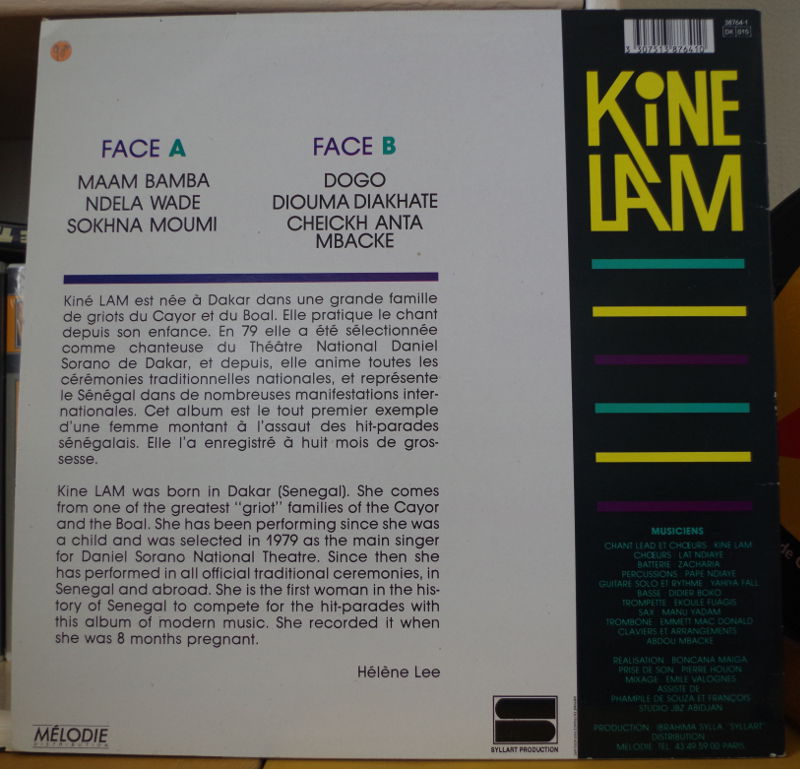 38764-1
DK 015
3 307513 876410
98
KiNE
LAM
FACE A
MAAM BAMBA
NDELA WADE
SOKHNA MOUMI
FACE B
DOGO
DIOUMA DIAKHATE
CHEICKH ANTA
MBACKE
Kiné LAM est née à Dakar dans une grande famille
de griots du Cayor et du Boal. Elle pratique le chant
depuis son enfance. En 79 elle a été sélectionnée
comme chanteuse du Théâtre National Daniel
Sorano de Dakar, et depuis, elle anime toutes les
cérémonies traditionnelles nationales, et représente
le Sénégal dans de nombreuses manifestations inter-
nationales. Cet album est le tout premier exemple
d'une femme montant à l'assaut des hit-parades
sénégalais. Elle l'a enregistré à huit mois de gros-
sesse.
Kine LAM was born in Dakar (Senegal). She comes
from one of the greatest "griot" families of the Cayor
and the Boal. She has been performing since she was
a child and was selected in 1979 as the main singer
for Daniel Sorano National Theatre. Since then she
has performed in all official traditional ceremonies, in
Senegal and abroad. She is the first woman in the his-
tory of Senegal to compete for the hit-parades with
this album of modern music. She recorded it when
she was 8 months pregnant.
Hélène Lee
MUSICIENS
CHANT LEAD ET CHŒURS : KINE LAM
CHŒURS : LAT NDIAYE
BATTERIE : ZACHARIA
PERCUSSIONS : PAPE NDIAYE
GUITARE SOLO ET RYTHME : YAHIYA FALL
BASSE : DIDIER BOKO
TROMPETTE : EKOULE FUAGIS
SAX : MANU YADAM
TROMBONE : EMMETT MAC DONALD
CLAVIERS ET ARRANGEMENTS :
ABDOU MBACKE
REALISATION : BONCANA MAIGA
PRISE DE SON : PIERRE HOUON
MIXAGE : EMILE VALOGNES
ASSISTE DE
PHAMPILE DE SOUZA ET FRANÇOIS
STUDIO JBZ ABIDJAN
PRODUCTION : IBRAHIMA SYLLA "SYLLART"
DISTRIBUTION :
MELODIE. TEL. 43.49.59.00 PARIS.
MÉLODIE
DISTRIBUTION
SYLLART PRODUCTION